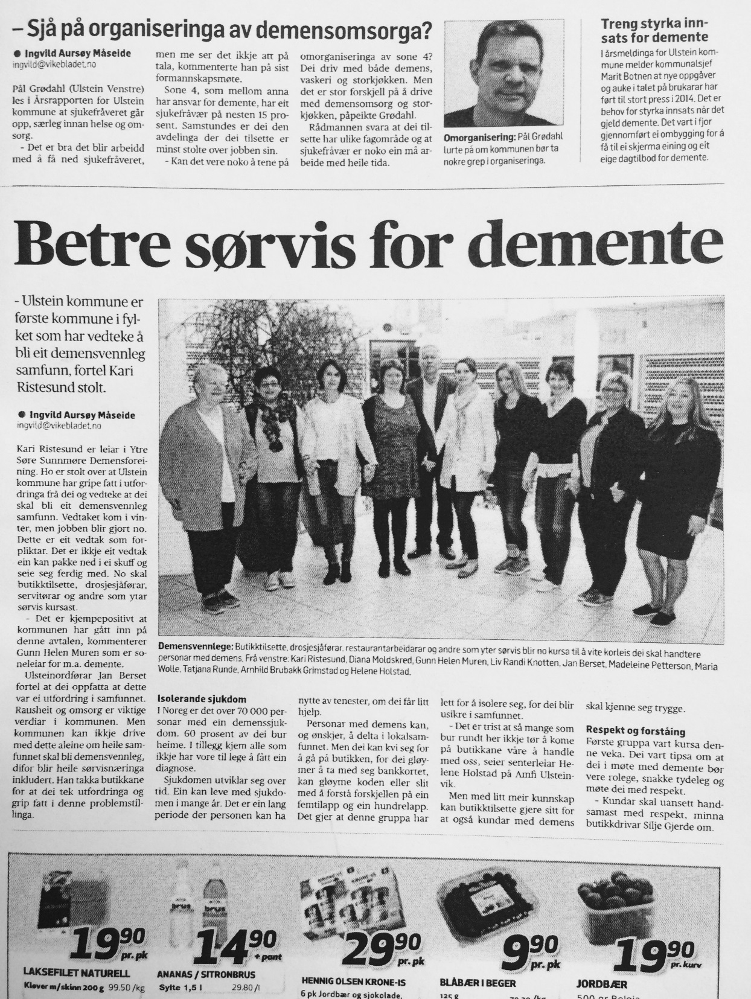 – Sjå på organiseringa av demensomsorga?
● Ingvild Aursøy Måseide
ingvild@vikebladet.no
Pål Grødahl (Ulstein Venstre)
les i Årsrapporten for Ulstein
kommune at sjukefråveret går
opp, særleg innan helse og om-
sorg.
- Det er bra det blir arbeidd
med å få ned sjukefråveret,
men me ser det ikkje att på
tala, kommenterte han på sist
formannskapsmøte.
Sone 4, som mellom anna
har ansvar for demente, har eit
sjukefråvær på nesten 15 pro-
sent. Samstundes er dei den
avdelinga der dei tilsette er
minst stolte over jobben sin.
- Kan det vere noko å tene på
omorganiseringa av sone 4?
Dei driv med både demens,
vaskeri og storkjøkken. Men
det er stor forskjell på å drive
med demensomsorg og stor-
kjøkken, påpeikte Grødahl.
Rådmannen svara at dei til-
sette har ulike fagområde og at
sjukefråvær er noko ein må ar-
beide med heile tida.
Omorganisering: Pål Grødahl
lurte på om kommunen bør ta
nokre grep i organiseringa.
Treng styrka inn-
sats for demente
I årsmeldinga for Ulstein kom-
mune melder kommunalsjef
Marit Botnen at nye oppgåver
og auke i talet på brukarar har
ført til stort press i 2014. Det er
behov for styrka innsats når det
gjeld demente. Det vart i fjor
gjennomført ei ombygging for å
få til ei skjerma eining og eit
eige dagtilbod for demente.
Betre sørvis for demente
- Ulstein kommune er
første kommune i fyl-
ket som har vedteke å
bli eit demensvennleg
samfunn, fortel Kari
Ristesund stolt.
● Ingvild Aursøy Måseide
ingvild@vikebladet.no
Kari Ristesund er leiar i Ytre
Søre Sunnmøre Demensforei-
ning. Ho er stolt over at Ulstein
kommune har gripe fatt i utfor-
dringa frå dei og vedteke at dei
skal bli eit demensvennleg
samfunn. Vedtaket kom i vin-
ter, men jobben blir gjort no.
Dette er eit vedtak som for-
pliktar. Det er ikkje eit vedtak
ein kan pakke ned i ei skuff og
seie seg ferdig med. No skal
butikktilsette, drosjesjåførar,
servitørar og andre som ytar
sørvis kursast.
- Det er kjempepositivt at
kommunen har gått inn på
denne avtalen, kommenterer
Gunn Helen Muren som er so-
neleiar for m.a. demente.
Ulsteinordførar Jan Berset
fortel at dei oppfatta at dette
var ei utfordring i samfunnet.
Rausheit og omsorg er viktige
verdiar i kommunen. Men
kommunen kan ikkje drive
med dette aleine om heile sam-
funnet skal bli demensvennleg,
difor blir heile sørvisnæringa
inkludert. Han takka butikkane
for at dei tek utfordringa og
grip fatt i denne problemstil-
linga.
Demensvennlege: Butikktilsette, drosjesjåførar, restaurantarbeidarar og andre som yter sørvis blir no kursa til å vite korleis dei skal handtere
personar med demens. Frå venstre: Kari Ristesund, Diana Moldskred, Gunn Helen Muren, Liv Randi Knotten, Jan Berset, Madeleine Petterson, Maria
Wolle, Tatjana Runde, Arnhild Brubakk Grimstad og Helene Holstad.
Isolerande sjukdom
I Noreg er det over 70 000 per-
sonar med ein demenssjuk-
dom. 60 prosent av dei bur
heime. I tillegg kjem alle som
ikkje har vore til lege å fått ein
diagnose.
Sjukdomen utviklar seg over
tid. Ein kan leve med sjukdo-
men i mange år. Det er ein lang
periode der personen kan ha
nytte av tenester, om dei får litt
hjelp.
Personar med demens kan,
og ønskjer, å delta i lokalsam-
funnet. Men dei kan kvi seg for
å gå på butikken, for dei gløy-
mer å ta med seg bankkortet,
kan gløyme koden eller slit
med å forstå forskjellen på ein
femtilapp og ein hundrelapp.
Det gjer at denne gruppa har
lett for å isolere seg, for dei blir
usikre i samfunnet.
- Det er trist at så mange som
bur rundt her ikkje tør å kome
på butikkane våre å handle
med oss, seier senterleiar He-
lene Holstad på Amfi Ulstein-
vik.
Men med litt meir kunnskap
kan butikktilsette gjere sitt for
at også kundar med demens
skal kjenne seg trygge.
Respekt og forståing
Første gruppa vart kursa den-
ne veka. Dei vart tipsa om at
dei i møte med demente bør
vere rolege, snakke tydeleg og
møte dei med respekt.
- Kundar skal uansett hand-
samast med respekt, minna
butikkdrivar Silje Gjerde om.
19 90
pr. pk
LAKSEFILET NATURELL
Kløver m/skinn 200 g 99.50 /kg
brus
brus
14 90
+ pant
ANANAS / SITRONBRUS
Sylte 1,5 l 29.80 /l
29 90
pr. pk
HENNIG OLSEN KRONE-IS
6 pk Jordbær og sjokolade,
9 90
pr. pk
BLÅBÆR I BEGER
125 g
19 90
pr. kurv
JORDBÆR
500 gr Belgia